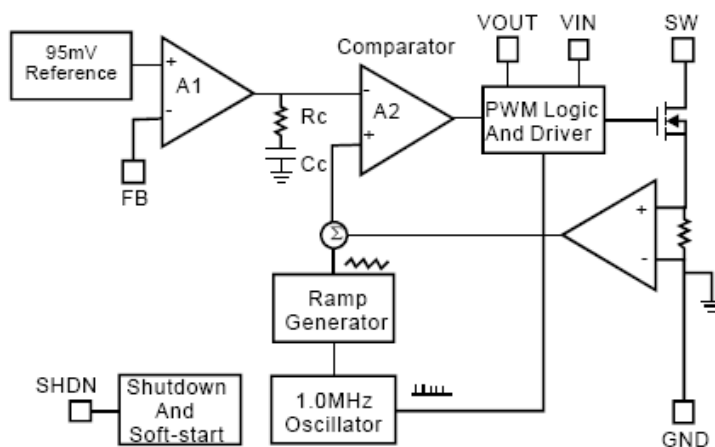 95mV
Reference
+
-
A1
FB
Rc
Cc
Comparator
-
+
A2
VOUT
VIN
SW
PWM Logic
And Driver
+
-
Σ
Ramp
Generator
1.0MHz
Oscillator
SHDN
Shutdown
And
Soft-start
GND